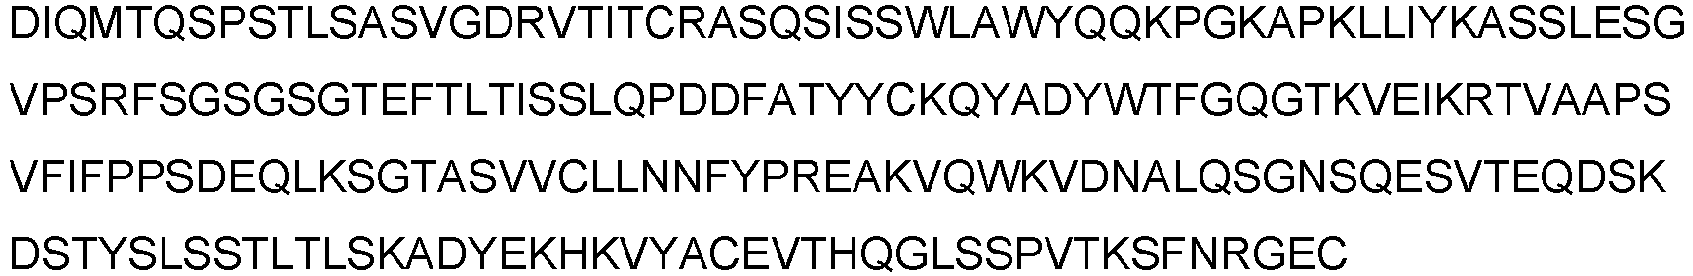 DIQMTQSPSTLSASVGDRVTITCRASQSISSWLAWYQQKPGKAPKLLIYKASSLESG
VPSRFSGSGSGTEFTLTISSLQPDDFATYYCKQYADYWTFGQGTKVEIKRTVAAPS
VFIFPPSDEQLKSGTASVVCLLNNFYPREAKVQWKVDNALQSGNSQESVTEQDSK
DSTYSLSSTLTLSKADYEKHKVYACEVTHQGLSSPVTKSFNRGEC